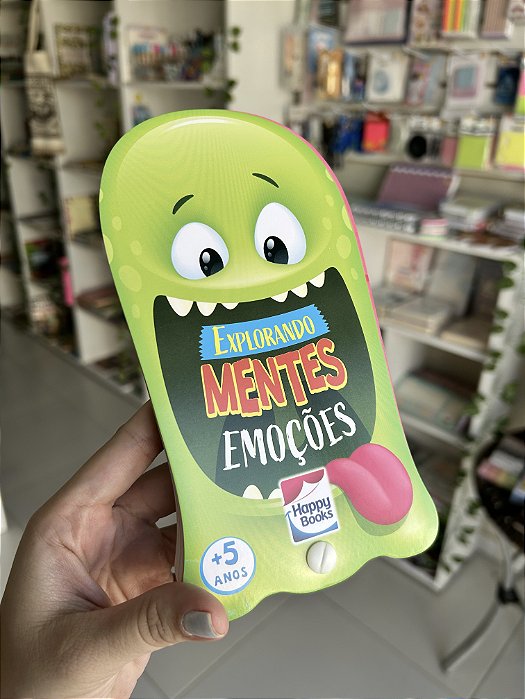 EXPLORANDO
MENTES
EMOÇÕES
Happy
Books
+5
ANOS